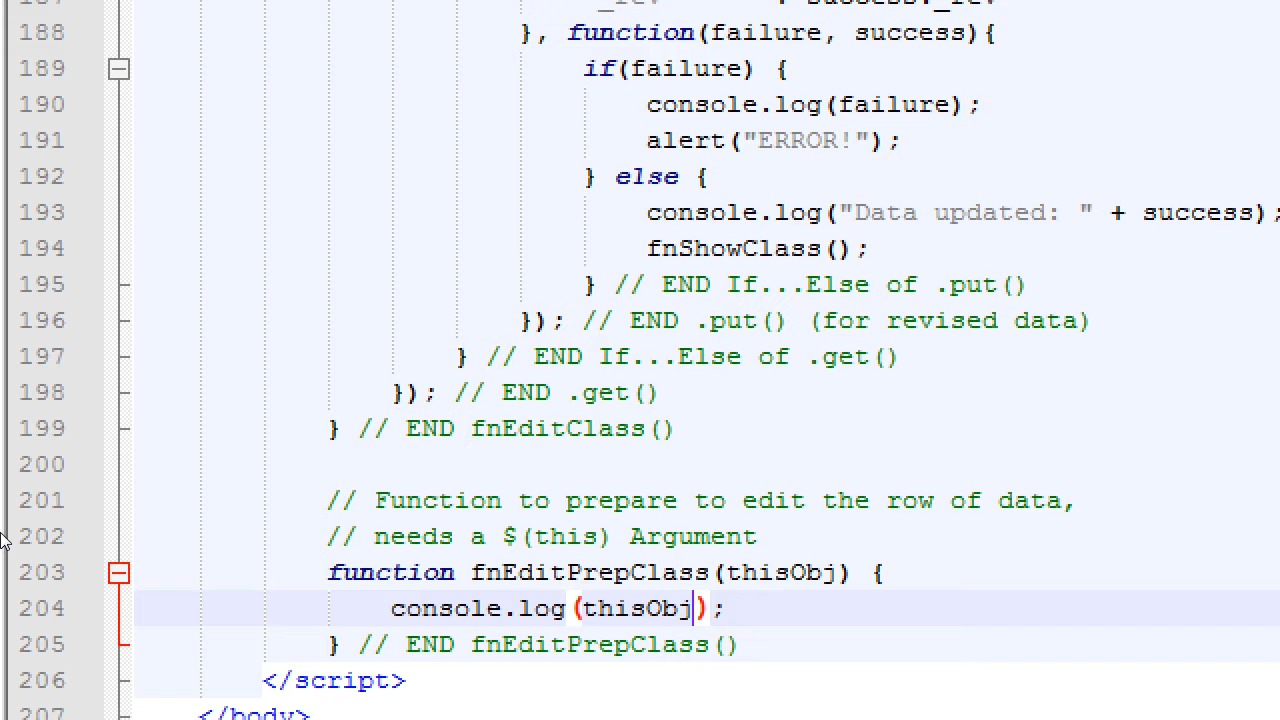 188 }, function(failure, success){
189 if(failure) {
190 console.log(failure);
191 alert("ERROR!");
192 } else {
193 console.log("Data updated: " + success);
194 fnShowClass();
195 } // END If...Else of .put()
196 }); // END .put() (for revised data)
197 } // END If...Else of .get()
198 }); // END .get()
199 } // END fnEditClass()
200
201 // Function to prepare to edit the row of data,
202 // needs a $(this) Argument
203 function fnEditPrepClass(thisObj) {
204 console.log(thisObj);
205 } // END fnEditPrepClass()
206 </script>
207 </body>